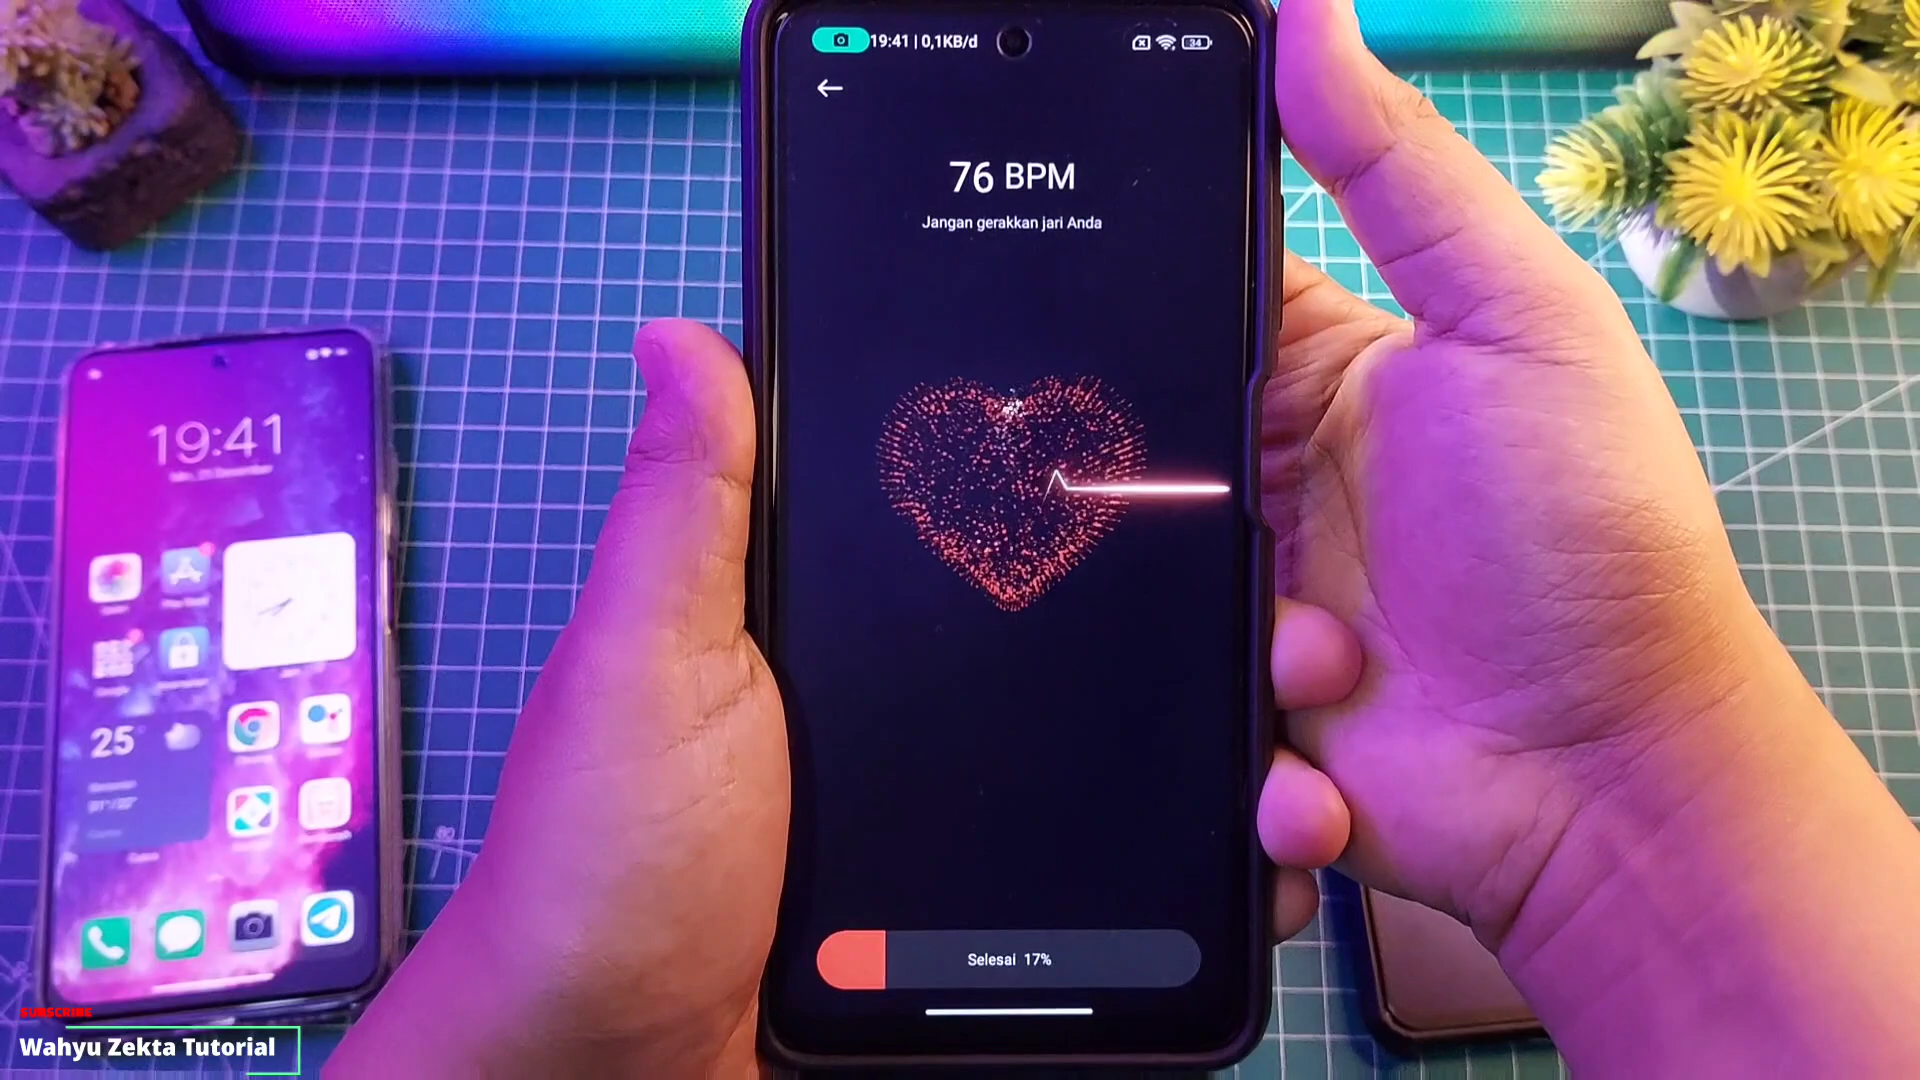 19:41 | 0,1KB/d
34
76 BPM
Jangan gerakkan jari Anda
Selesai 17%
19:41
25
SUBSCRIBE
Wahyu Zekta Tutorial